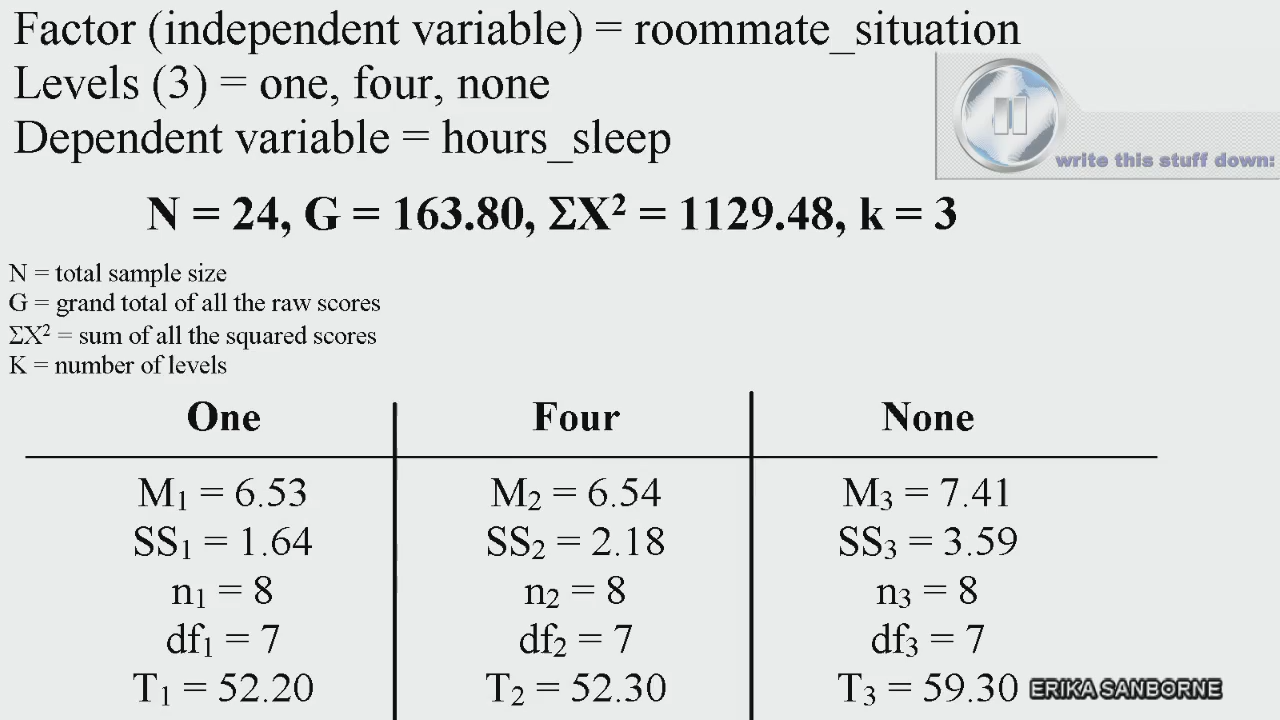 Factor (independent variable) = roommate_situation
Levels (3) = one, four, none
Dependent variable = hours_sleep
write this stuff down:
N = 24, G = 163.80, ΣX² = 1129.48, k = 3
N = total sample size
G = grand total of all the raw scores
ΣX² = sum of all the squared scores
K = number of levels
One Four None
M₁ = 6.53 M₂ = 6.54 M₃ = 7.41
SS₁ = 1.64 SS₂ = 2.18 SS₃ = 3.59
n₁ = 8 n₂ = 8 n₃ = 8
df₁ = 7 df₂ = 7 df₃ = 7
T₁ = 52.20 T₂ = 52.30 T₃ = 59.30
ERIKA SANBORNE